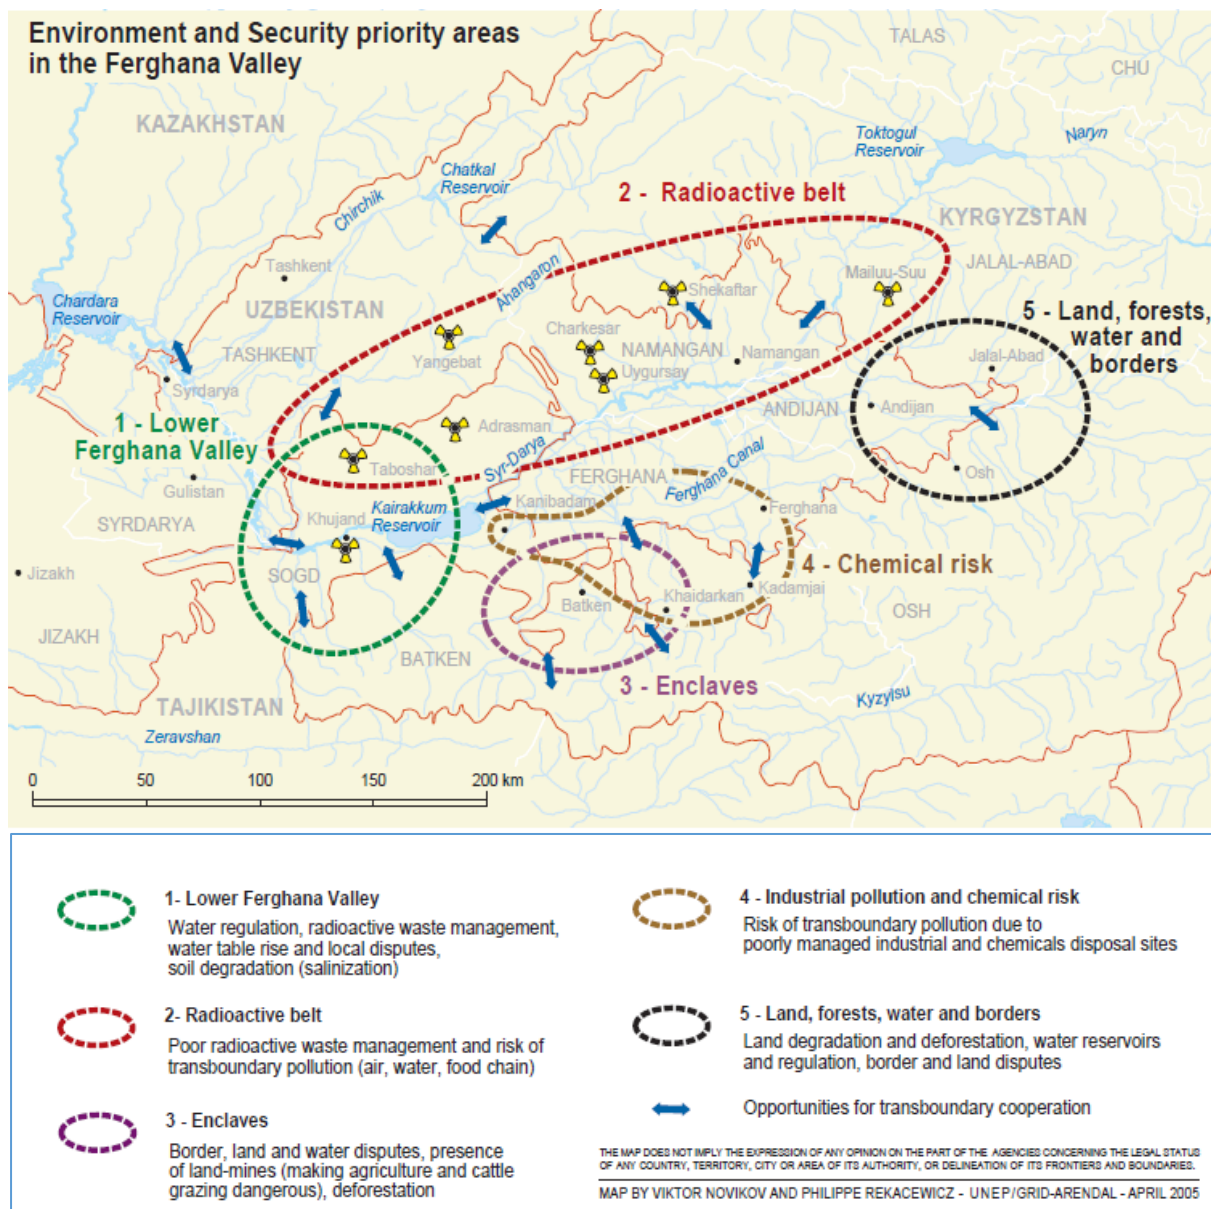 Environment and Security priority areas
in the Ferghana Valley
TALAS
CHU
KAZAKHSTAN
Toktogul
Reservoir
Naryn
Chatkal
Reservoir
Chirchik
2 - Radioactive belt
KYRGYZSTAN
Tashkent
Ahangaron
Mailuu-Suu
JALAL-ABAD
Shekaftar
Chardara
Reservoir
UZBEKISTAN
5 - Land, forests,
water and
borders
Charkesar
NAMANGAN
Namangan
TASHKENT
Yangebat
Uygursay
Jalal-Abad
Syrdarya
ANDIJAN
Andijan
1 - Lower
Ferghana Valley
Adrasman
Syr-Darya
Taboshar
FERGHANA
Ferghana Canal
Osh
Gulistan
Kairakkum
Reservoir
Kanibadam
Ferghana
SYRDARYA
Khujand
4 - Chemical risk
Jizakh
SOGD
Batken
Khaidarkan
Kadamjai
OSH
JIZAKH
BATKEN
3 - Enclaves
Kyzylsu
TAJIKISTAN
Zeravshan
0 50 100 150 200 km
1- Lower Ferghana Valley
Water regulation, radioactive waste management,
water table rise and local disputes,
soil degradation (salinization)
2- Radioactive belt
Poor radioactive waste management and risk of
transboundary pollution (air, water, food chain)
3 - Enclaves
Border, land and water disputes, presence
of land-mines (making agriculture and cattle
grazing dangerous), deforestation
4 - Industrial pollution and chemical risk
Risk of transboundary pollution due to
poorly managed industrial and chemicals disposal sites
5 - Land, forests, water and borders
Land degradation and deforestation, water reservoirs
and regulation, border and land disputes
Opportunities for transboundary cooperation
THE MAP DOES NOT IMPLY THE EXPRESSION OF ANY OPINION ON THE PART OF THE AGENCIES CONCERNING THE LEGAL STATUS
OF ANY COUNTRY, TERRITORY, CITY OR AREA OF ITS AUTHORITY, OR DELINEATION OF ITS FRONTIERS AND BOUNDARIES.
MAP BY VIKTOR NOVIKOV AND PHILIPPE REKACEWICZ - UNEP/GRID-ARENDAL - APRIL 2005